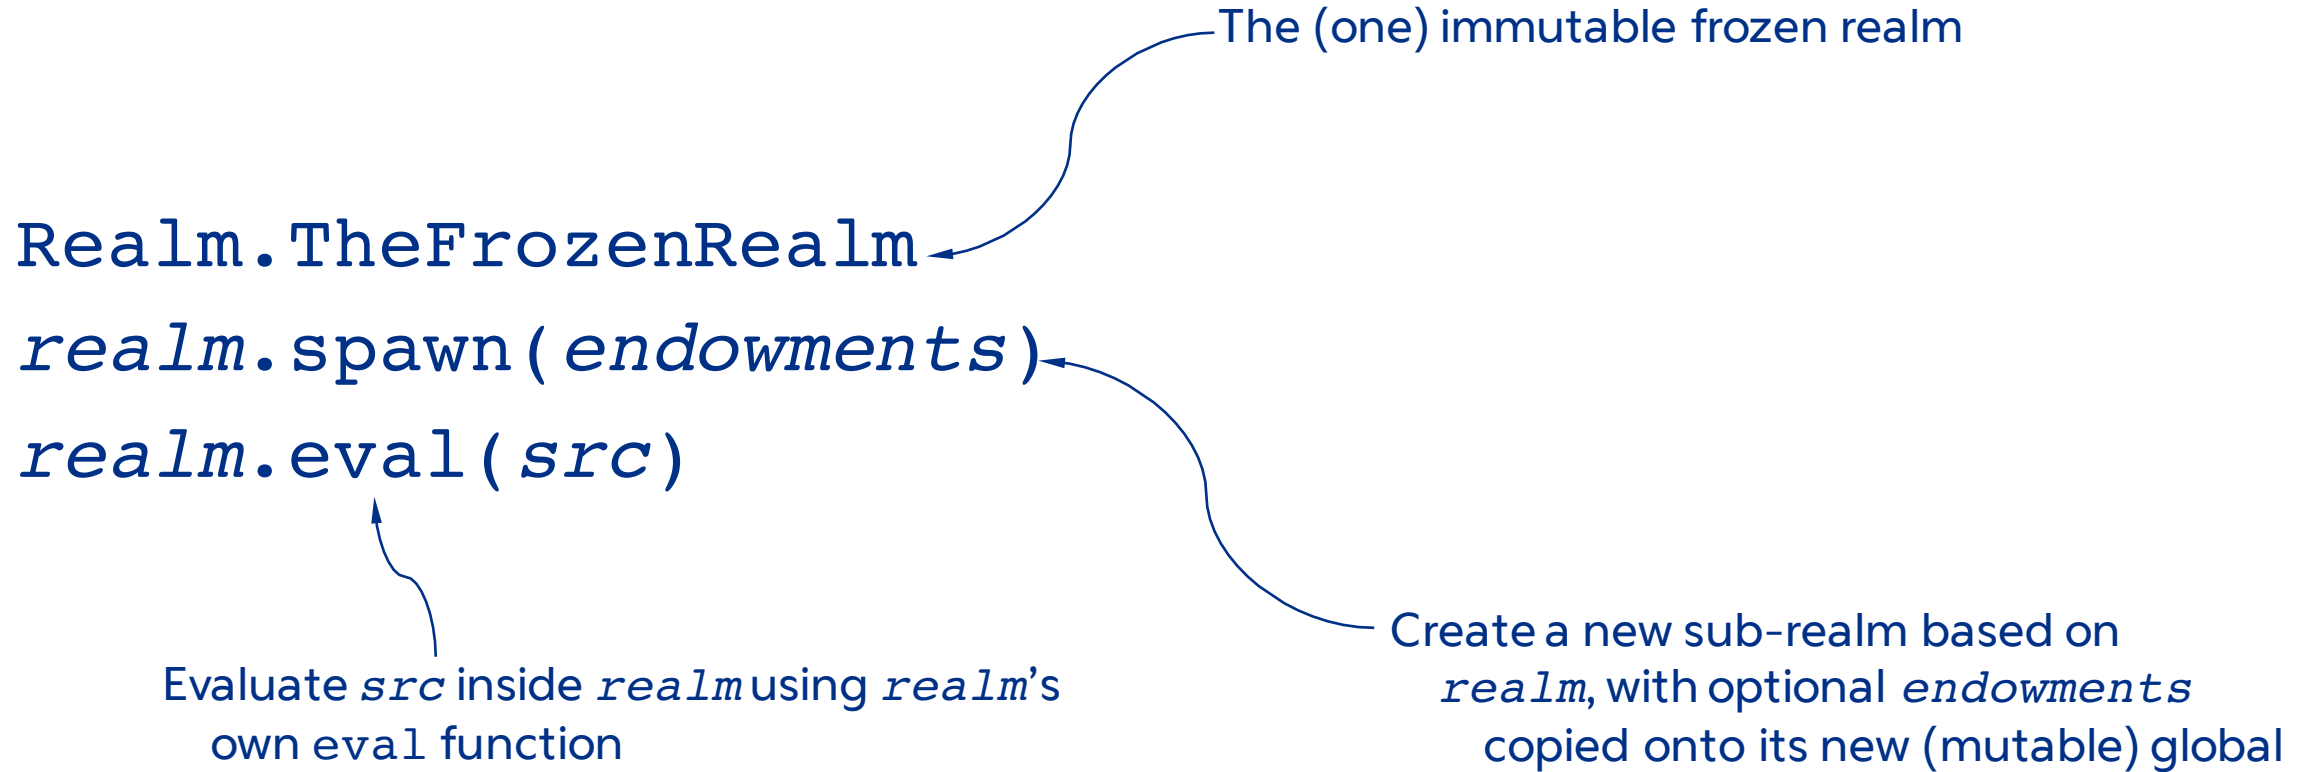 The (one) immutable frozen realm
Realm.TheFrozenRealm
realm.spawn(endowments)
realm.eval(src)
Evaluate src inside realm using realm’s
own eval function
Create a new sub-realm based on
realm, with optional endowments
copied onto its new (mutable) global